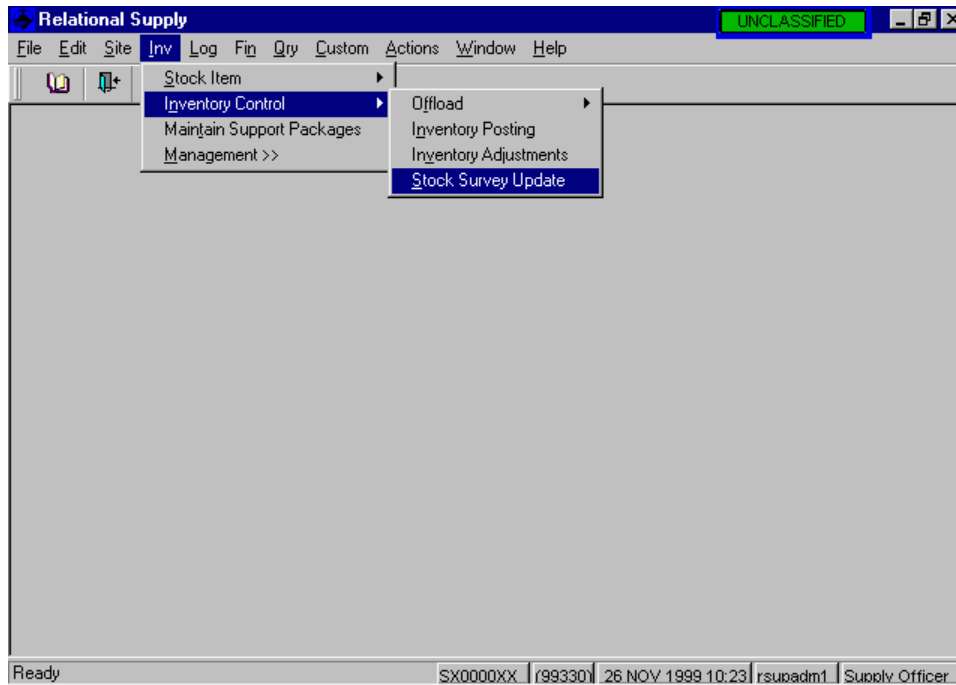 Relational Supply UNCLASSIFIED
File Edit Site Inv Log Fin Qry Custom Actions Window Help
Stock Item
Inventory Control
Maintain Support Packages
Management >>
Offload
Inventory Posting
Inventory Adjustments
Stock Survey Update
Ready SX0000XX (99330) 26 NOV 1999 10:23 rsupadm1 Supply Officer